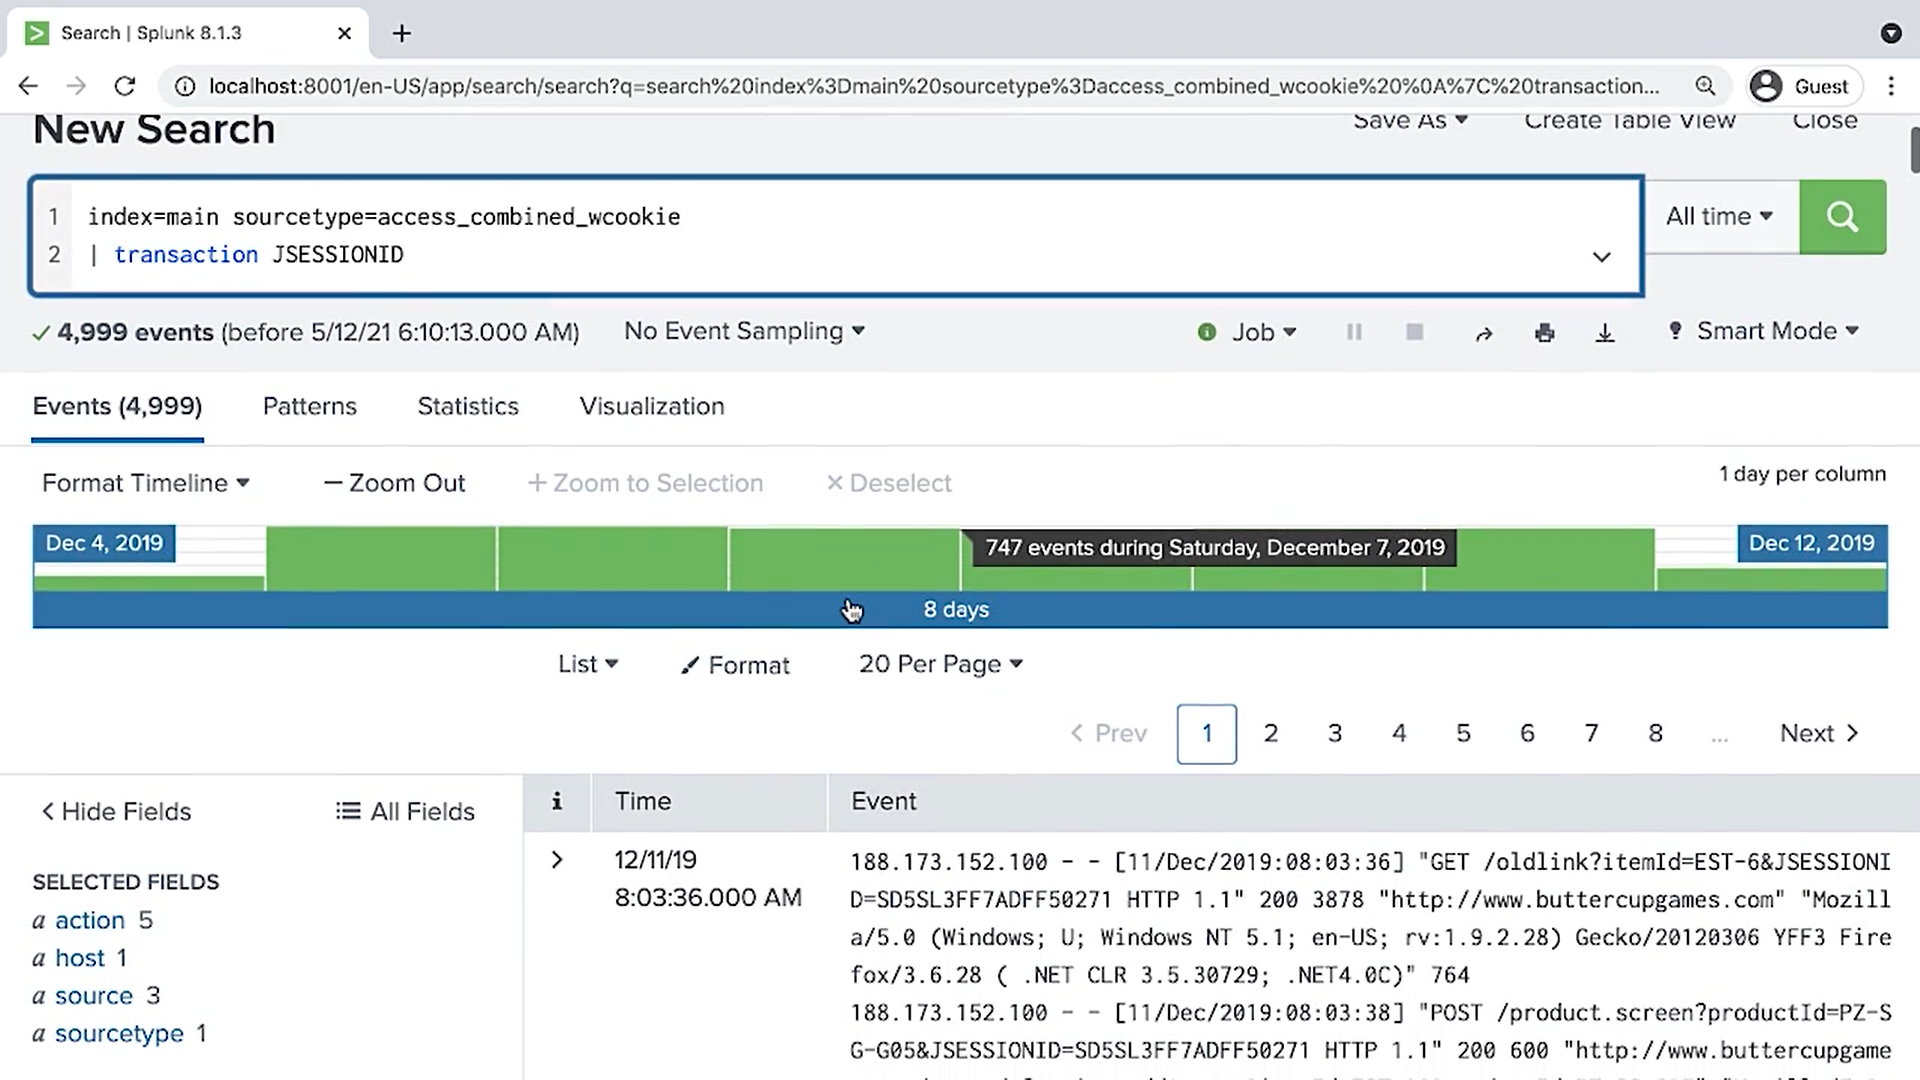 Search | Splunk 8.1.3
localhost:8001/en-US/app/search/search?q=search%20index%3Dmain%20sourcetype%3Daccess_combined_wcookie%20%0A%7C%20transaction...
Guest
New Search
Save As
Create Table View
Close
1 index=main sourcetype=access_combined_wcookie
2 | transaction JSESSIONID
All time
4,999 events (before 5/12/21 6:10:13.000 AM)
No Event Sampling
Job
Smart Mode
Events (4,999)
Patterns
Statistics
Visualization
Format Timeline
— Zoom Out
+ Zoom to Selection
× Deselect
1 day per column
Dec 4, 2019
747 events during Saturday, December 7, 2019
Dec 12, 2019
8 days
List
Format
20 Per Page
< Prev
1
2
3
4
5
6
7
8
...
Next >
< Hide Fields
All Fields
i
Time
Event
SELECTED FIELDS
a action 5
a host 1
a source 3
a sourcetype 1
>
12/11/19
8:03:36.000 AM
188.173.152.100 - - [11/Dec/2019:08:03:36] "GET /oldlink?itemId=EST-6&JSESSIONI
D=SD5SL3FF7ADFF50271 HTTP 1.1" 200 3878 "http://www.buttercupgames.com" "Mozill
a/5.0 (Windows; U; Windows NT 5.1; en-US; rv:1.9.2.28) Gecko/20120306 YFF3 Fire
fox/3.6.28 ( .NET CLR 3.5.30729; .NET4.0C)" 764
188.173.152.100 - - [11/Dec/2019:08:03:38] "POST /product.screen?productId=PZ-S
G-G05&JSESSIONID=SD5SL3FF7ADFF50271 HTTP 1.1" 200 600 "http://www.buttercupgame